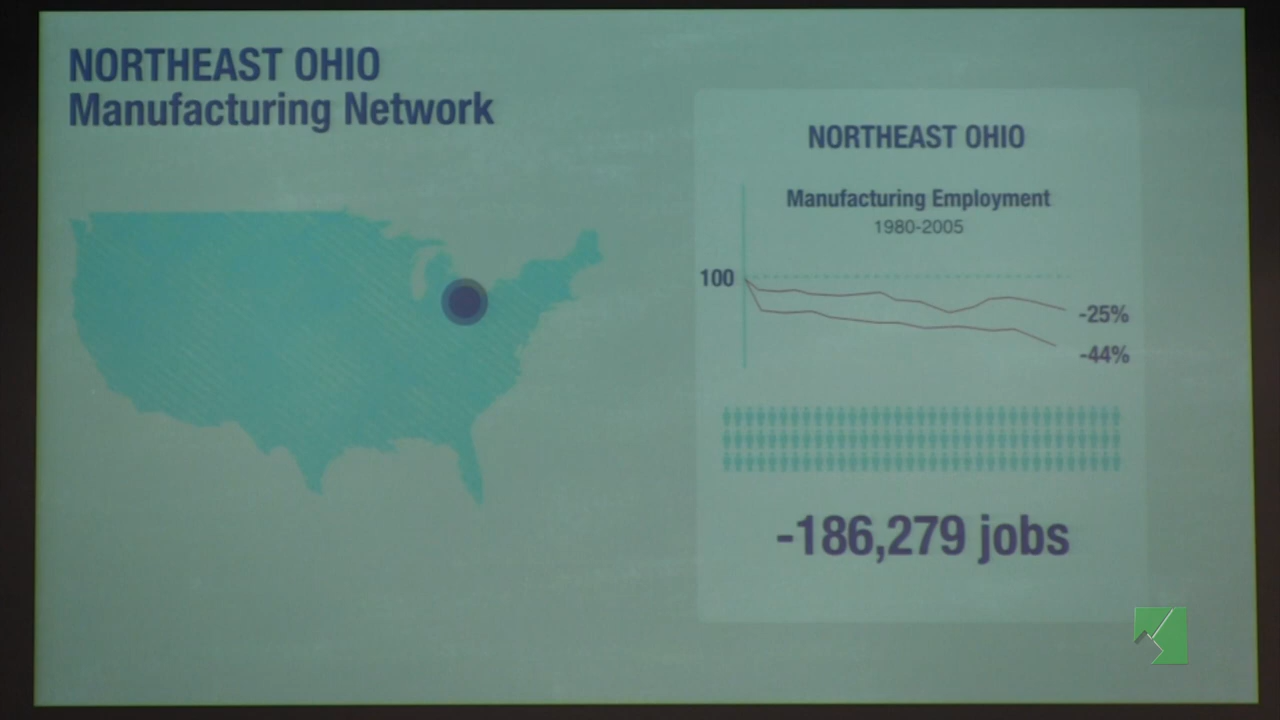 NORTHEAST OHIO
Manufacturing Network
NORTHEAST OHIO
Manufacturing Employment
1980-2005
100
-25%
-44%
-186,279 jobs